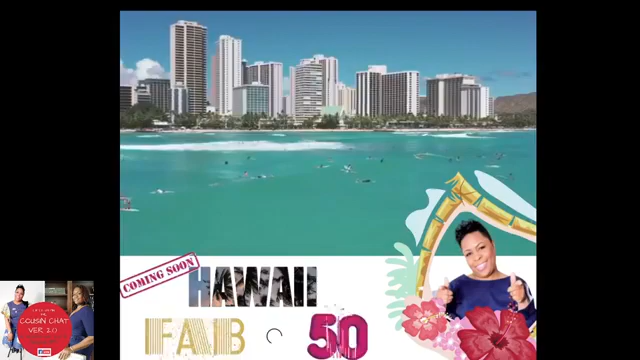 COMING SOON
HAWAII
FAB 50
COUSIN CHAT
VER 2.0